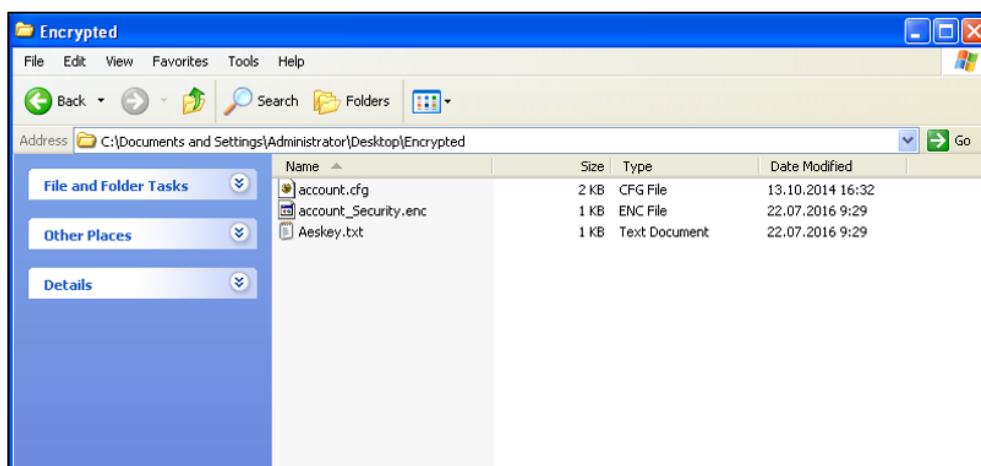 Encrypted
File Edit View Favorites Tools Help
Back Search Folders
Address C:\Documents and Settings\Administrator\Desktop\Encrypted Go
File and Folder Tasks
Other Places
Details
Name Size Type Date Modified
account.cfg 2 KB CFG File 13.10.2014 16:32
account_Security.enc 1 KB ENC File 22.07.2016 9:29
Aeskey.txt 1 KB Text Document 22.07.2016 9:29